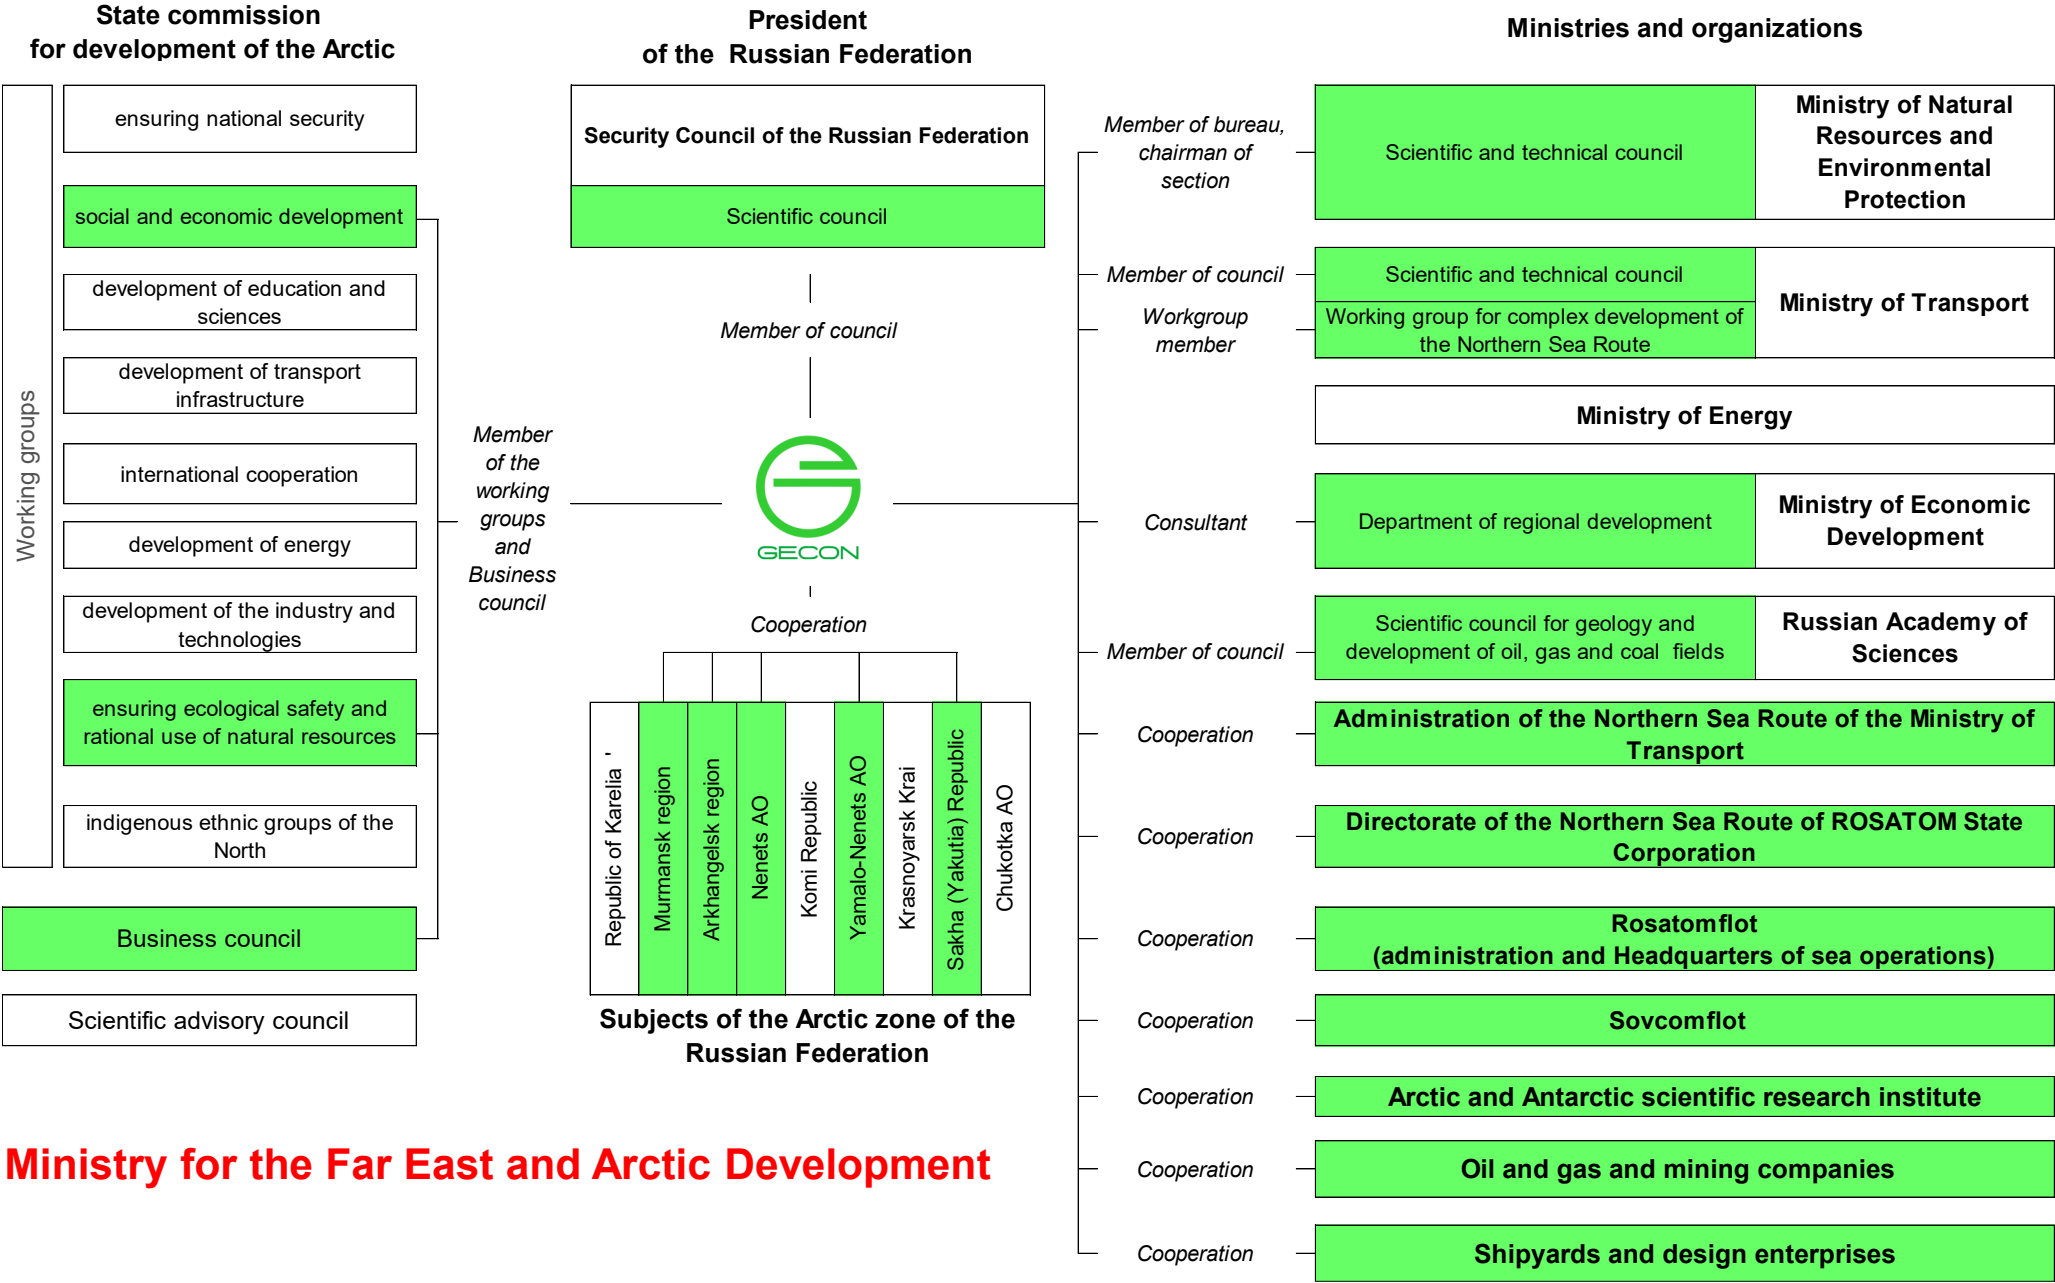 State commission
for development of the Arctic
Working groups
ensuring national security
social and economic development
development of education and
sciences
development of transport
infrastructure
international cooperation
development of energy
development of the industry and
technologies
ensuring ecological safety and
rational use of natural resources
indigenous ethnic groups of the
North
Business council
Scientific advisory council
Member
of the
working
groups
and
Business
council
President
of the  Russian Federation
Security Council of the Russian Federation
Scientific council
Member of council
GECON
Cooperation
Republic of Karelia '
Murmansk region
Arkhangelsk region
Nenets AO
Komi Republic
Yamalo-Nenets AO
Krasnoyarsk Krai
Sakha (Yakutia) Republic
Chukotka AO
Subjects of the Arctic zone of the
Russian Federation
Ministries and organizations
Member of bureau,
chairman of
section
Scientific and technical council
Ministry of Natural
Resources and
Environmental
Protection
Member of council
Scientific and technical council
Workgroup
member
Working group for complex development of
the Northern Sea Route
Ministry of Transport
Ministry of Energy
Consultant
Department of regional development
Ministry of Economic
Development
Member of council
Scientific council for geology and
development of oil, gas and coal  fields
Russian Academy of
Sciences
Cooperation
Administration of the Northern Sea Route of the Ministry of
Transport
Cooperation
Directorate of the Northern Sea Route of ROSATOM State
Corporation
Cooperation
Rosatomflot
(administration and Headquarters of sea operations)
Cooperation
Sovcomflot
Cooperation
Arctic and Antarctic scientific research institute
Cooperation
Oil and gas and mining companies
Cooperation
Shipyards and design enterprises
Ministry for the Far East and Arctic Development